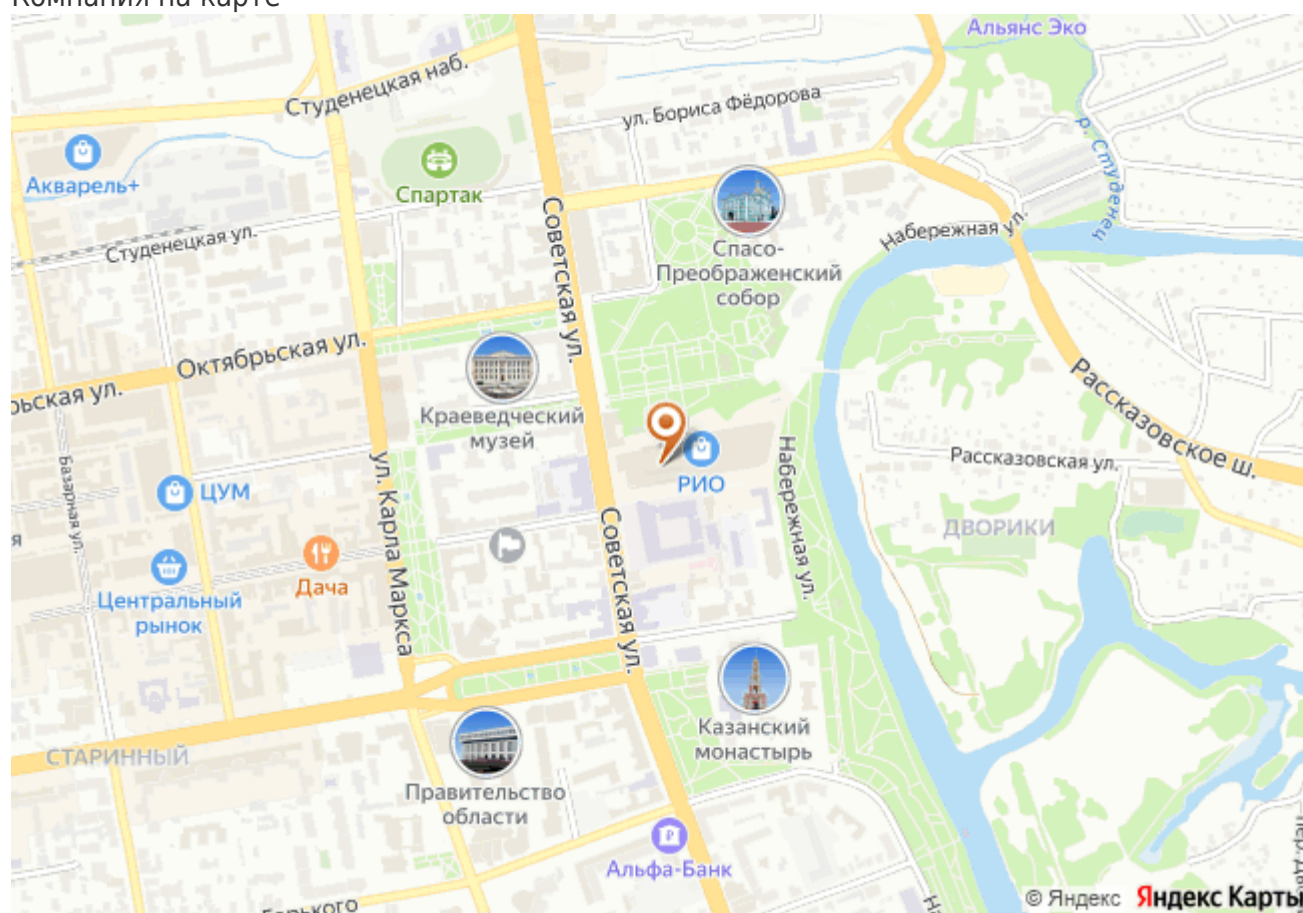 Компания на карте
Альянс Эко
Студенецкая наб.
ул. Бориса Фёдорова
р. Студенец
Акварель+
Спартак
Студенецкая ул.
Советская ул.
Набережная ул.
Спасо-
Преображенский
собор
Октябрьская ул.
ьская ул.
Краеведческий
музей
Рассказовское ш.
Базарная ул.
ЦУМ
ул. Карла Маркса
РИО
Набережная ул.
Рассказовская ул.
ДВОРИКИ
я
Центральный
рынок
Дача
Советская ул.
Казанский
монастырь
СТАРИННЫЙ
Правительство
области
Альфа-Банк
© Яндекс Яндекс Карты